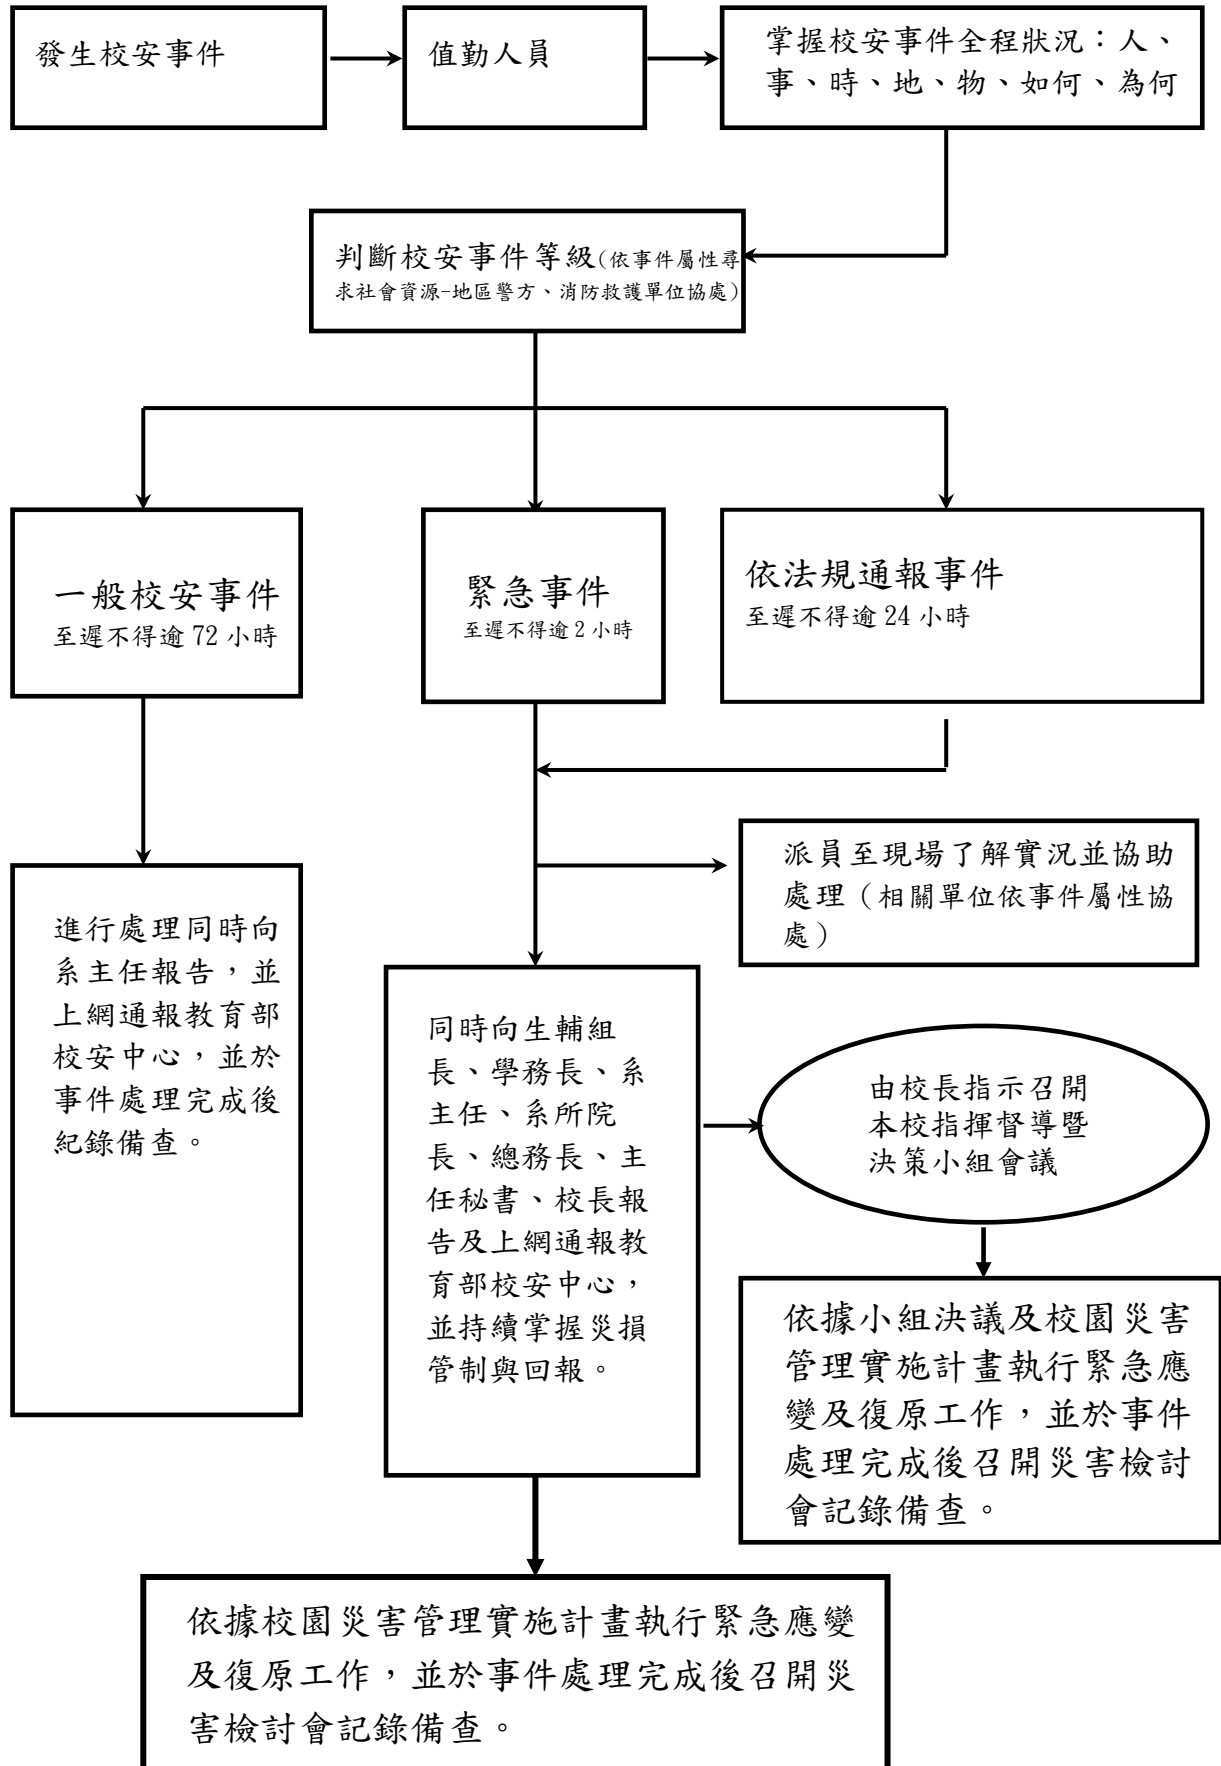 發生校安事件
值勤人員
掌握校安事件全程狀況：人、
事、時、地、物、如何、為何
判斷校安事件等級(依事件屬性尋
求社會資源-地區警方、消防救護單位協處)
一般校安事件
至遲不得逾 72 小時
緊急事件
至遲不得逾 2 小時
依法規通報事件
至遲不得逾 24 小時
派員至現場了解實況並協助
處理（相關單位依事件屬性協
處）
進行處理同時向
系主任報告，並
上網通報教育部
校安中心，並於
事件處理完成後
紀錄備查。
同時向生輔組
長、學務長、系
主任、系所院
長、總務長、主
任秘書、校長報
告及上網通報教
育部校安中心，
並持續掌握災損
管制與回報。
由校長指示召開
本校指揮督導暨
決策小組會議
依據小組決議及校園災害
管理實施計畫執行緊急應
變及復原工作，並於事件
處理完成後召開災害檢討
會記錄備查。
依據校園災害管理實施計畫執行緊急應變
及復原工作，並於事件處理完成後召開災
害檢討會記錄備查。